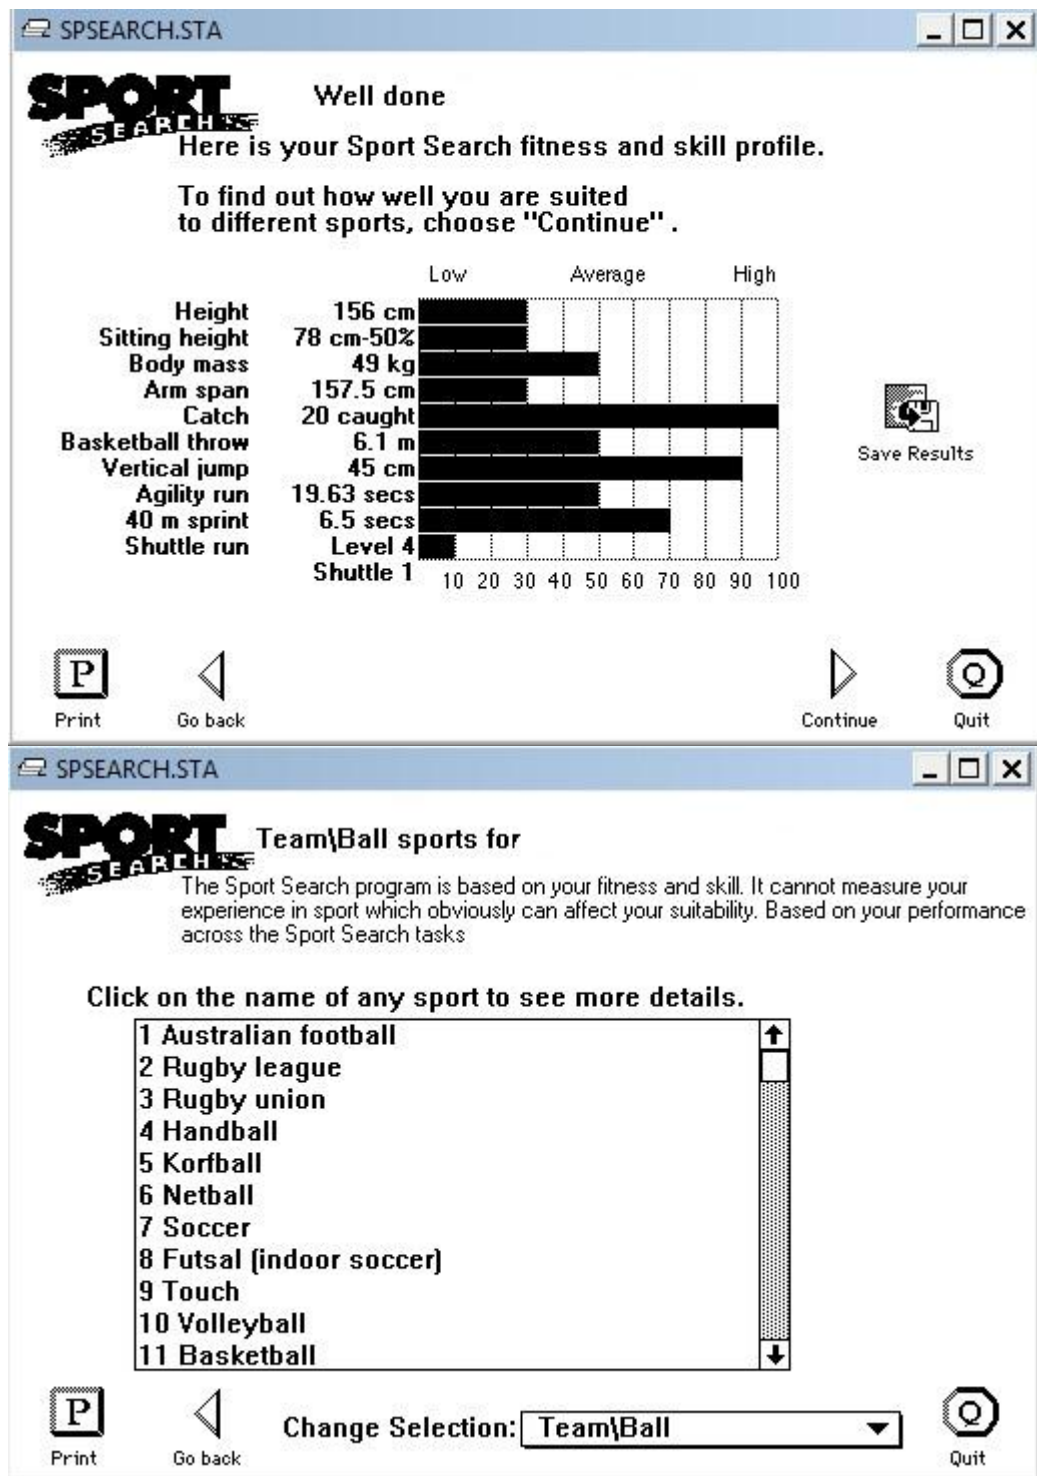 SPSEARCH.STA
SPORT
SEARCH
Well done
Here is your Sport Search fitness and skill profile.
To find out how well you are suited
to different sports, choose "Continue" .
Low Average High
Height 156 cm
Sitting height 78 cm-50%
Body mass 49 kg
Arm span 157.5 cm
Catch 20 caught
Basketball throw 6.1 m
Vertical jump 45 cm
Agility run 19.63 secs
40 m sprint 6.5 secs
Shuttle run Level 4
Shuttle 1
10 20 30 40 50 60 70 80 90 100
Save Results
P
Print
Go back
Continue
Q
Quit
SPSEARCH.STA
SPORT
SEARCH
Team\Ball sports for
The Sport Search program is based on your fitness and skill. It cannot measure your
experience in sport which obviously can affect your suitability. Based on your performance
across the Sport Search tasks
Click on the name of any sport to see more details.
1 Australian football
2 Rugby league
3 Rugby union
4 Handball
5 Korfball
6 Netball
7 Soccer
8 Futsal (indoor soccer)
9 Touch
10 Volleyball
11 Basketball
P
Print
Go back
Change Selection: Team\Ball
Q
Quit